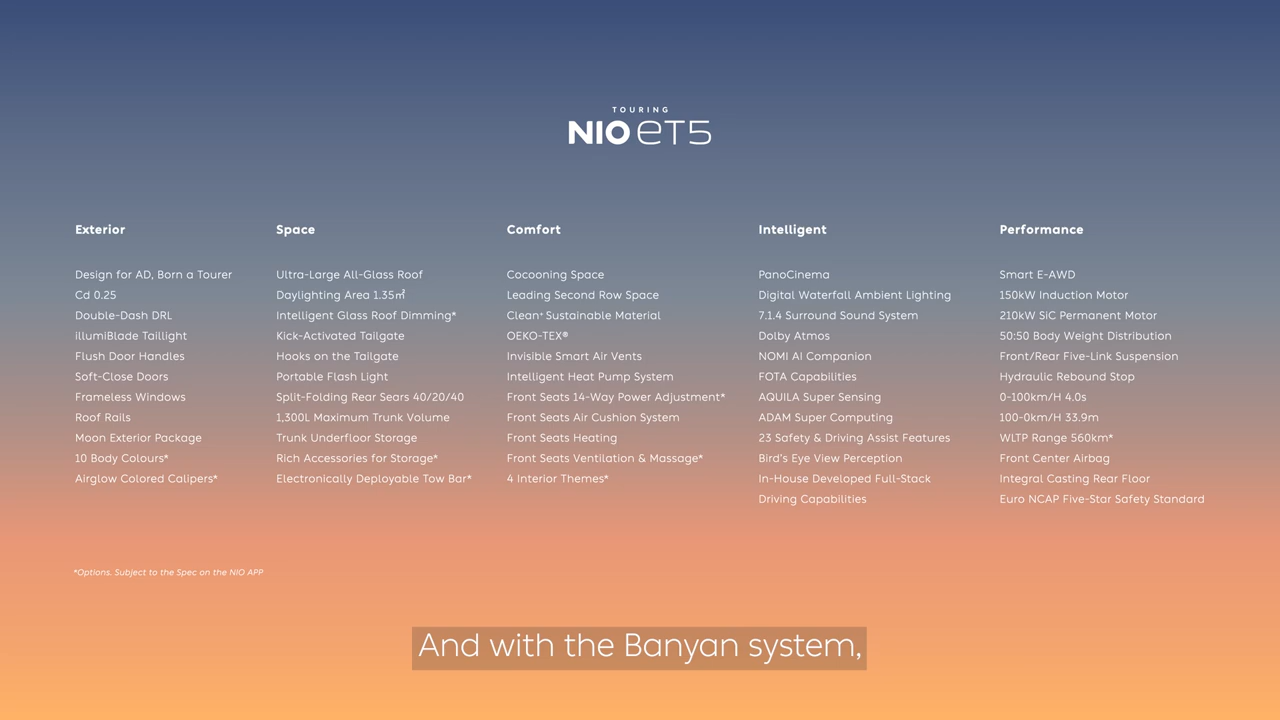 TOURING
NIO eT5
Exterior
Design for AD, Born a Tourer
Cd 0.25
Double-Dash DRL
illumiBlade Taillight
Flush Door Handles
Soft-Close Doors
Frameless Windows
Roof Rails
Moon Exterior Package
10 Body Colours*
Airglow Colored Calipers*
Space
Ultra-Large All-Glass Roof
Daylighting Area 1.35㎡
Intelligent Glass Roof Dimming*
Kick-Activated Tailgate
Hooks on the Tailgate
Portable Flash Light
Split-Folding Rear Sears 40/20/40
1,300L Maximum Trunk Volume
Trunk Underfloor Storage
Rich Accessories for Storage*
Electronically Deployable Tow Bar*
Comfort
Cocooning Space
Leading Second Row Space
Clean⁺ Sustainable Material
OEKO-TEX®
Invisible Smart Air Vents
Intelligent Heat Pump System
Front Seats 14-Way Power Adjustment*
Front Seats Air Cushion System
Front Seats Heating
Front Seats Ventilation & Massage*
4 Interior Themes*
Intelligent
PanoCinema
Digital Waterfall Ambient Lighting
7.1.4 Surround Sound System
Dolby Atmos
NOMI AI Companion
FOTA Capabilities
AQUILA Super Sensing
ADAM Super Computing
23 Safety & Driving Assist Features
Bird's Eye View Perception
In-House Developed Full-Stack
Driving Capabilities
Performance
Smart E-AWD
150kW Induction Motor
210kW SiC Permanent Motor
50:50 Body Weight Distribution
Front/Rear Five-Link Suspension
Hydraulic Rebound Stop
0-100km/H 4.0s
100-0km/H 33.9m
WLTP Range 560km*
Front Center Airbag
Integral Casting Rear Floor
Euro NCAP Five-Star Safety Standard
*Options. Subject to the Spec on the NIO APP
And with the Banyan system,